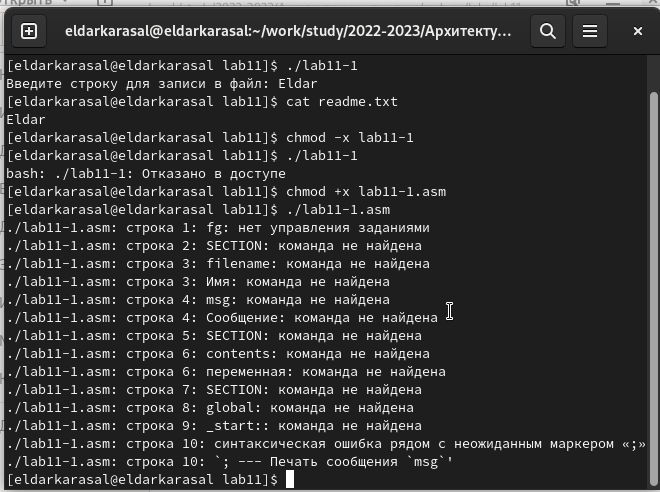 eldarkarasal@eldarkarasal:~/work/study/2022-2023/Архитекту...
[eldarkarasal@eldarkarasal lab11]$ ./lab11-1
Введите строку для записи в файл: Eldar
[eldarkarasal@eldarkarasal lab11]$ cat readme.txt
Eldar
[eldarkarasal@eldarkarasal lab11]$ chmod -x lab11-1
[eldarkarasal@eldarkarasal lab11]$ ./lab11-1
bash: ./lab11-1: Отказано в доступе
[eldarkarasal@eldarkarasal lab11]$ chmod +x lab11-1.asm
[eldarkarasal@eldarkarasal lab11]$ ./lab11-1.asm
./lab11-1.asm: строка 1: fg: нет управления заданиями
./lab11-1.asm: строка 2: SECTION: команда не найдена
./lab11-1.asm: строка 3: filename: команда не найдена
./lab11-1.asm: строка 3: Имя: команда не найдена
./lab11-1.asm: строка 4: msg: команда не найдена
./lab11-1.asm: строка 4: Сообщение: команда не найдена
./lab11-1.asm: строка 5: SECTION: команда не найдена
./lab11-1.asm: строка 6: contents: команда не найдена
./lab11-1.asm: строка 6: переменная: команда не найдена
./lab11-1.asm: строка 7: SECTION: команда не найдена
./lab11-1.asm: строка 8: global: команда не найдена
./lab11-1.asm: строка 9: _start:: команда не найдена
./lab11-1.asm: строка 10: синтаксическая ошибка рядом с неожиданным маркером «;»
./lab11-1.asm: строка 10: `; --- Печать сообщения `msg`'
[eldarkarasal@eldarkarasal lab11]$